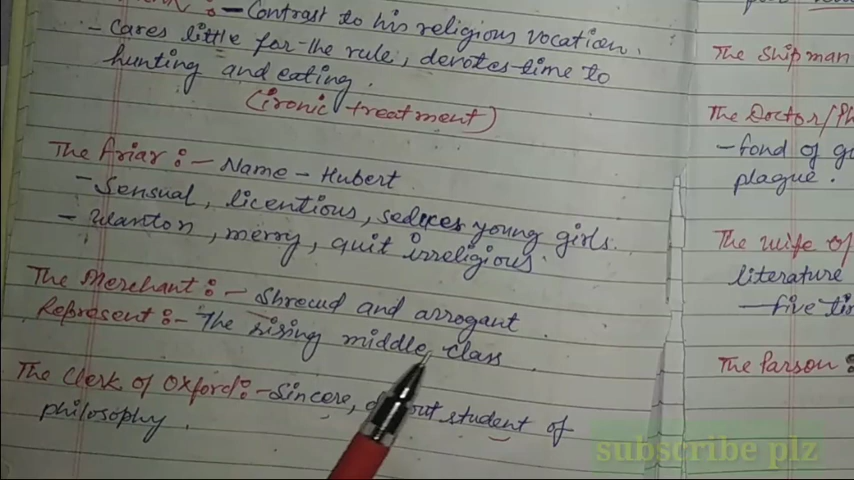 :- Contrast to his religious vocation.
- Cares little for the rule, devotes time to
hunting and eating.
(ironic treatment)
The Friar :- Name - Hubert
- Sensual, licentious, seduces young girls.
- Wanton, merry, quit irreligious.
The Merchant :- Shrewd and arrogant
Represent :- The rising middle class
The Clerk of Oxford :- Sincere, student of
philosophy.
The Shipman
The Doctor/Ph
- fond of
plague.
The Wife of
literature
- five
The Parson :
subscribe plz